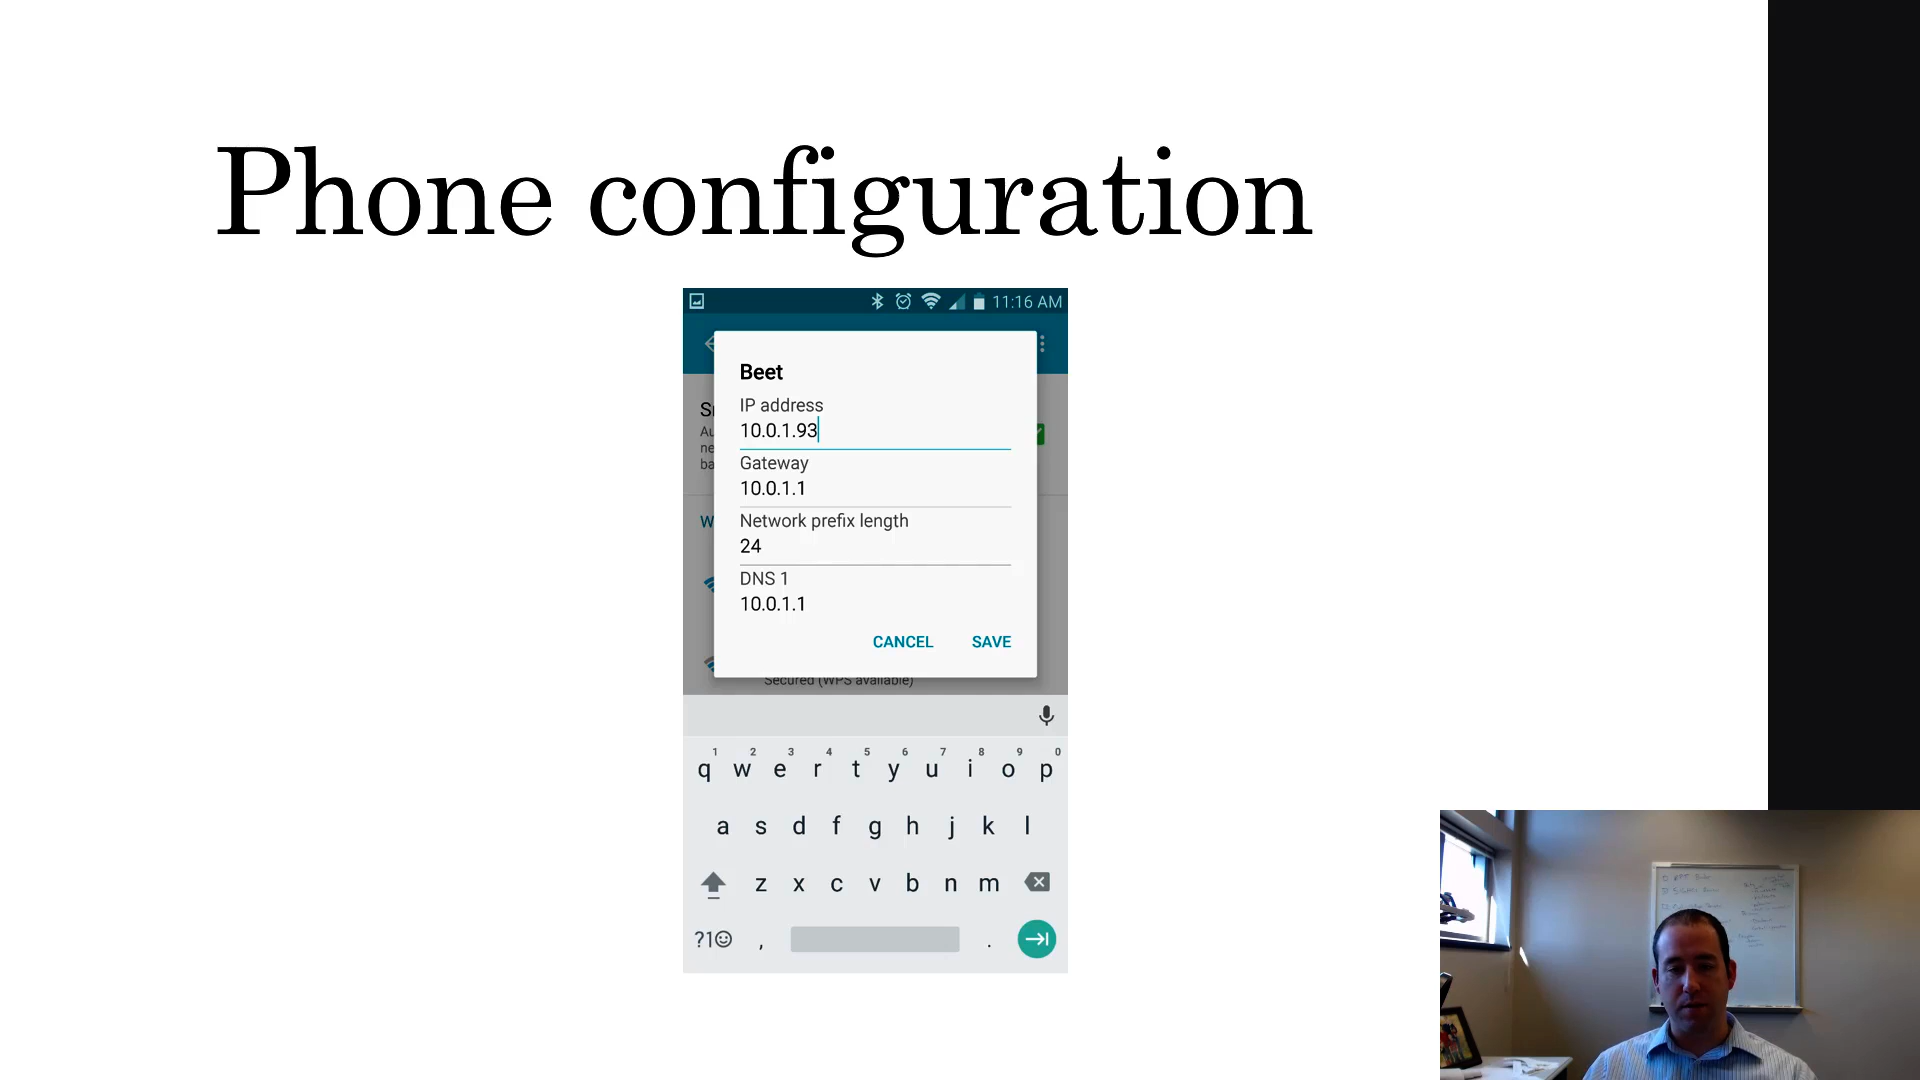 Phone configuration
11:16 AM
Beet
IP address
10.0.1.93
Gateway
10.0.1.1
Network prefix length
24
DNS 1
10.0.1.1
CANCEL SAVE
Secured (WPS available)
1 2 3 4 5 6 7 8 9 0
q w e r t y u i o p
a s d f g h j k l
z x c v b n m
?1☺ , .